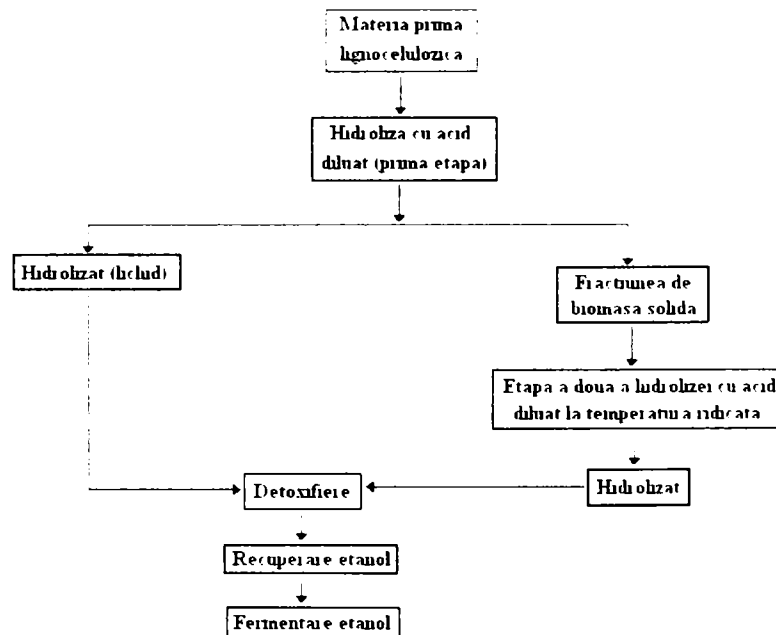 Materia prima
lignocelulozica
Hidroliza cu acid
diluat (prima etapa)
Hidrolizat (lichid)
Fractiunea de
biomasa solida
Etapa a doua a hidrolizei cu acid
diluat la temperatura ridicata
Detoxifiere
Hidrolizat
Recuperare etanol
Fermentare etanol